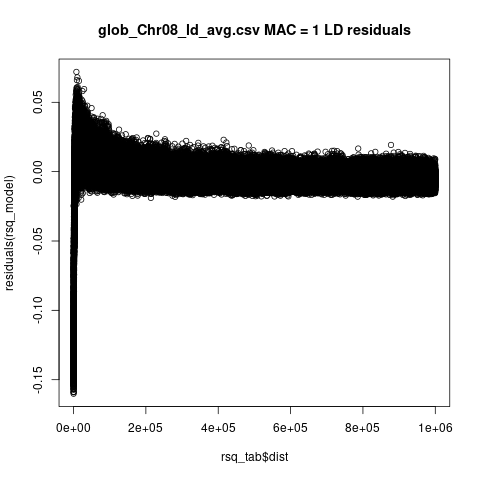 glob_Chr08_ld_avg.csv MAC = 1 LD residuals
residuals(rsq_model)
0.05
0.00
-0.05
-0.10
-0.15
0e+00 2e+05 4e+05 6e+05 8e+05 1e+06
rsq_tab$dist